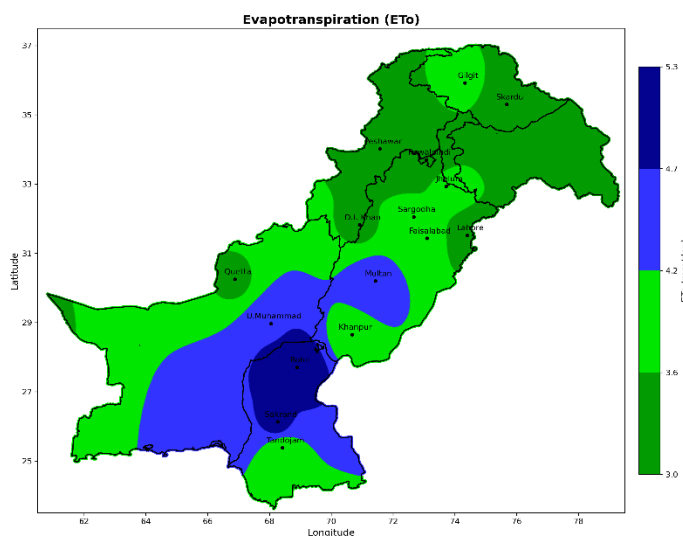 Evapotranspiration (ETo)
37
35
33
31
29
27
25
Latitude
62
64
66
68
70
72
74
76
78
Longitude
Gilgit
Skardu
Peshawar
Jhelum
D.I. Khan
Sargodha
Faisalabad
Lahore
Quetta
Multan
U.Muhammad
Khanpur
Tandojam
5.3
4.7
4.2
3.6
3.0